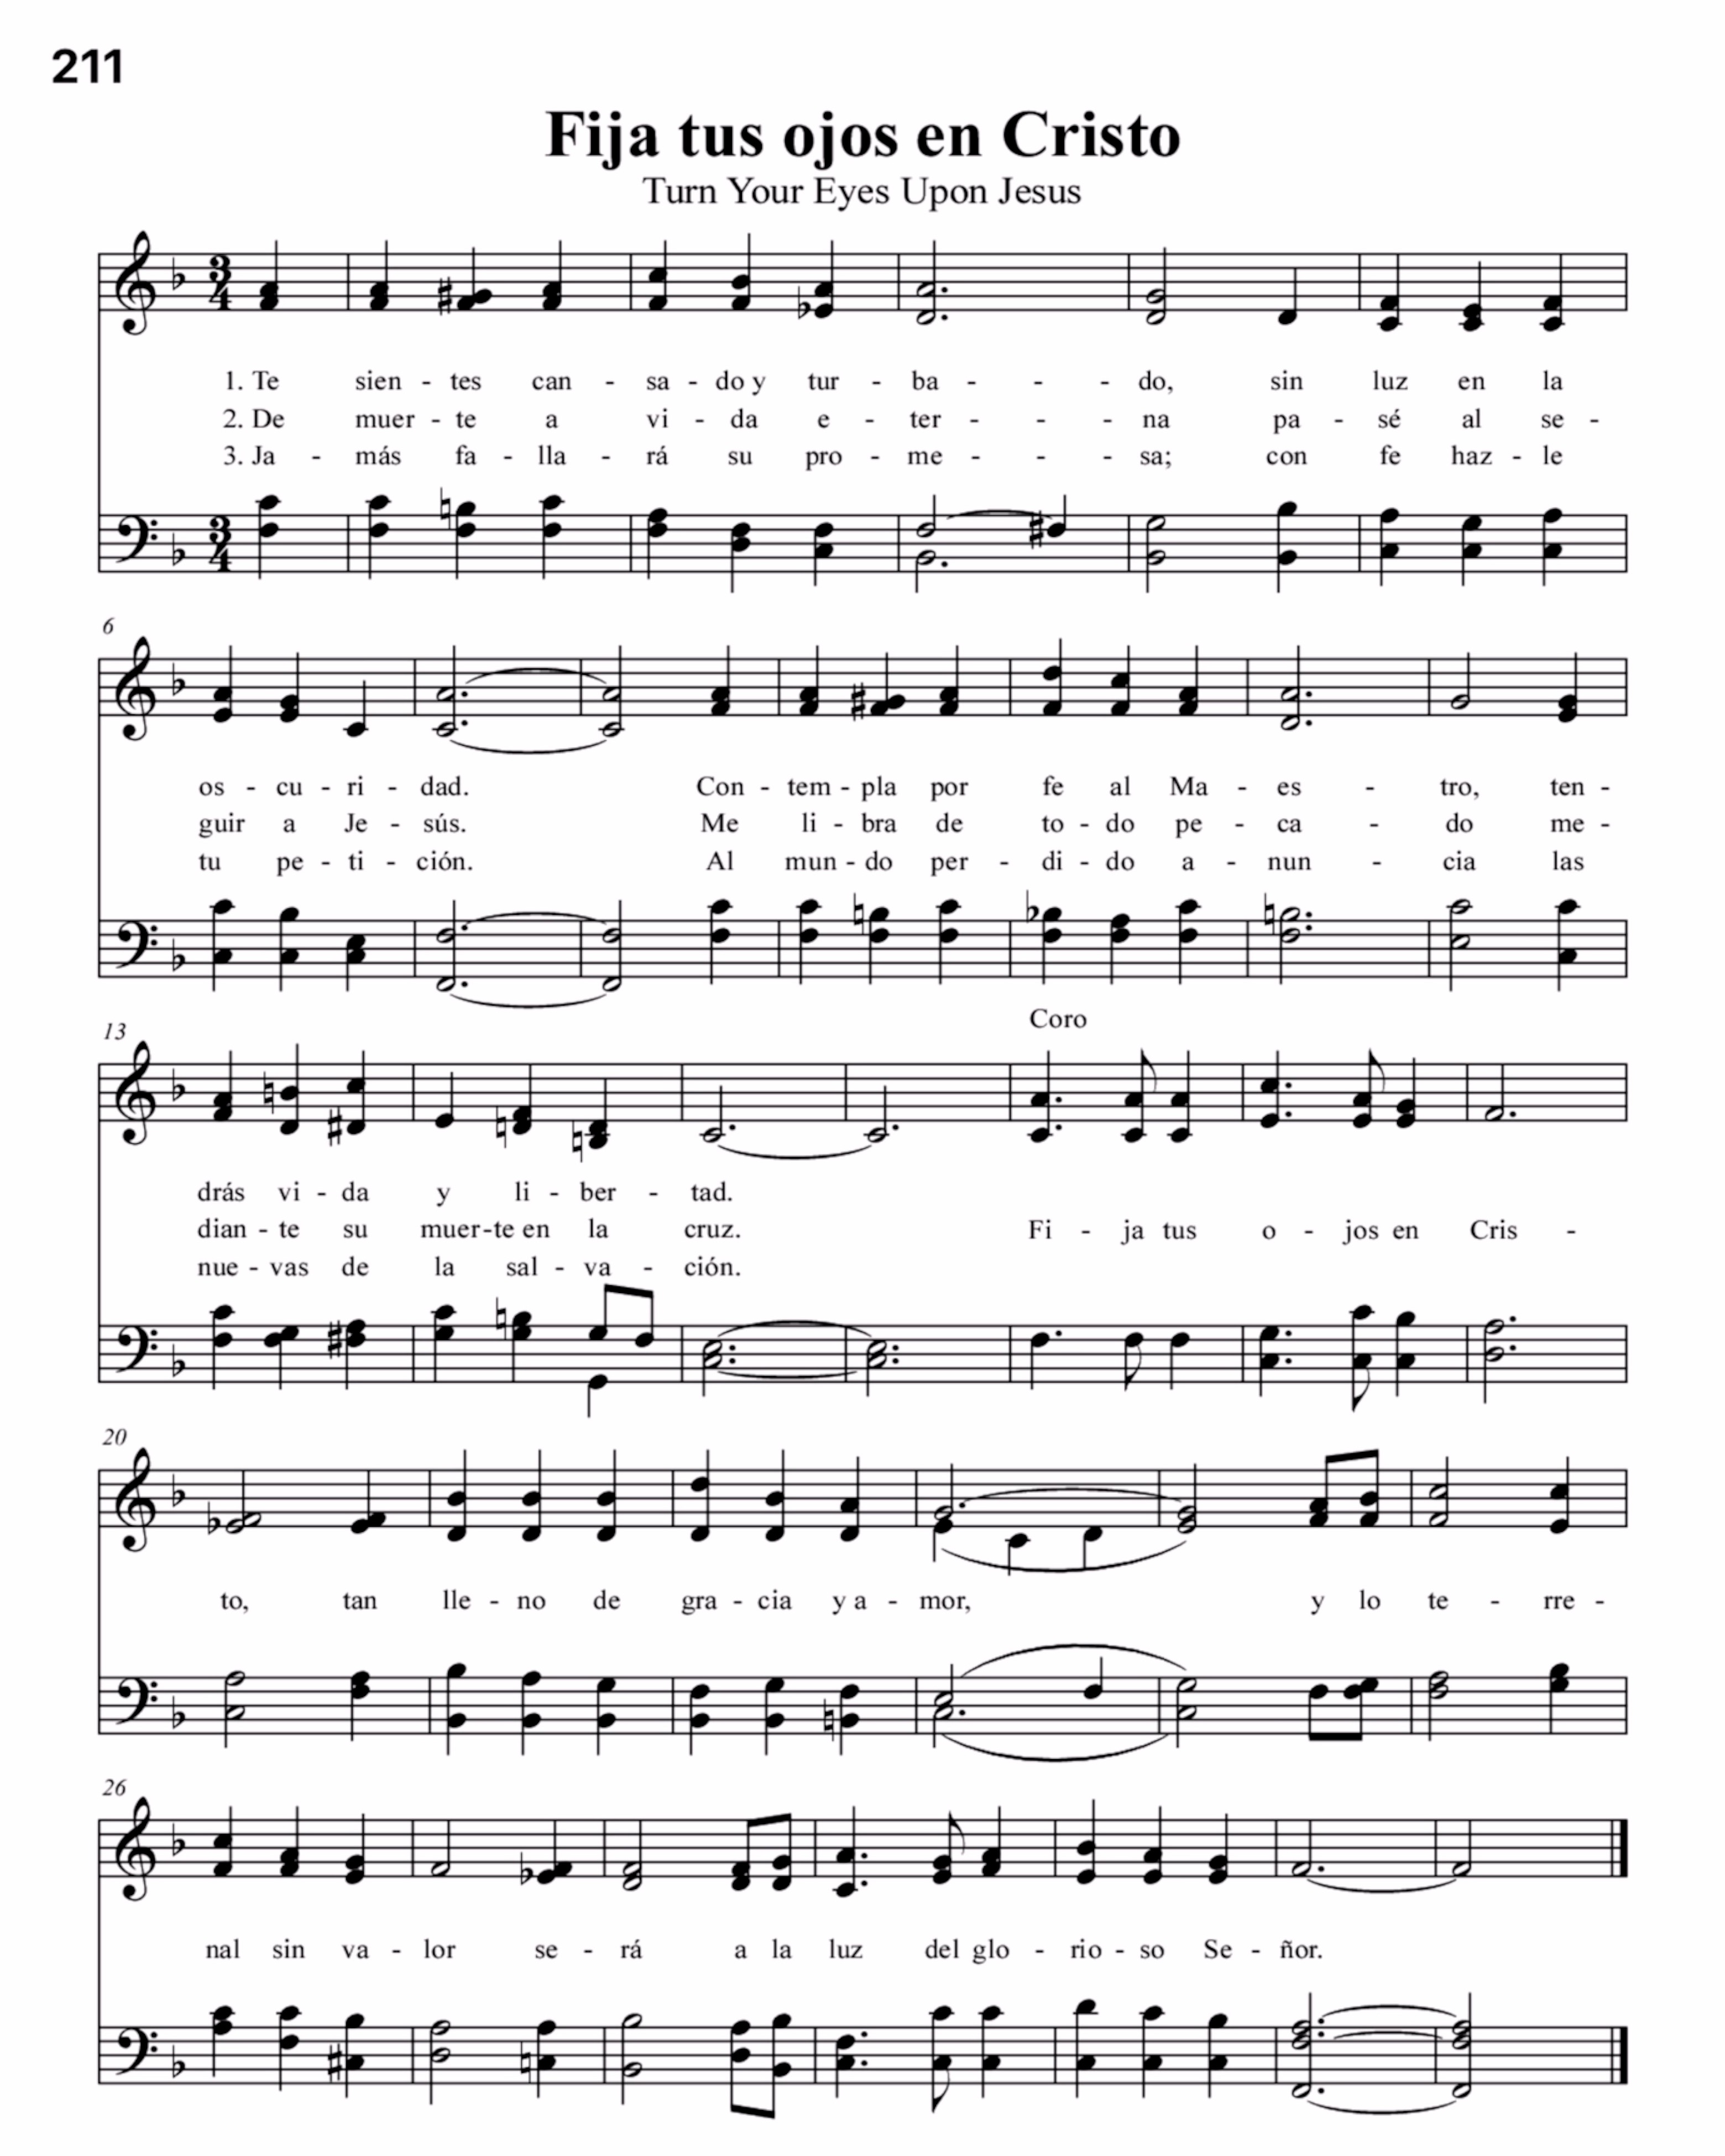 211
Fija tus ojos en Cristo
Turn Your Eyes Upon Jesus
1. Te sien - tes can - sa - do y tur - ba - - - do, sin luz en la
2. De muer - te a vi - da e - ter - - - na pa - sé al se -
3. Ja - más fa - lla - rá su pro - me - - - sa; con fe haz - le
6
os - cu - ri - dad. Con - tem - pla por fe al Ma - es - tro, ten -
guir a Je - sús. Me li - bra de to - do pe - ca - do me -
tu pe - ti - ción. Al mun - do per - di - do a - nun - cia las
Coro
13
drás vi - da y li - ber - tad.
dian - te su muer-te en la cruz. Fi - ja tus o - jos en Cris -
nue - vas de la sal - va - ción.
20
to, tan lle - no de gra - cia y a - mor, y lo te - rre -
26
nal sin va - lor se - rá a la luz del glo - rio - so Se - ñor.